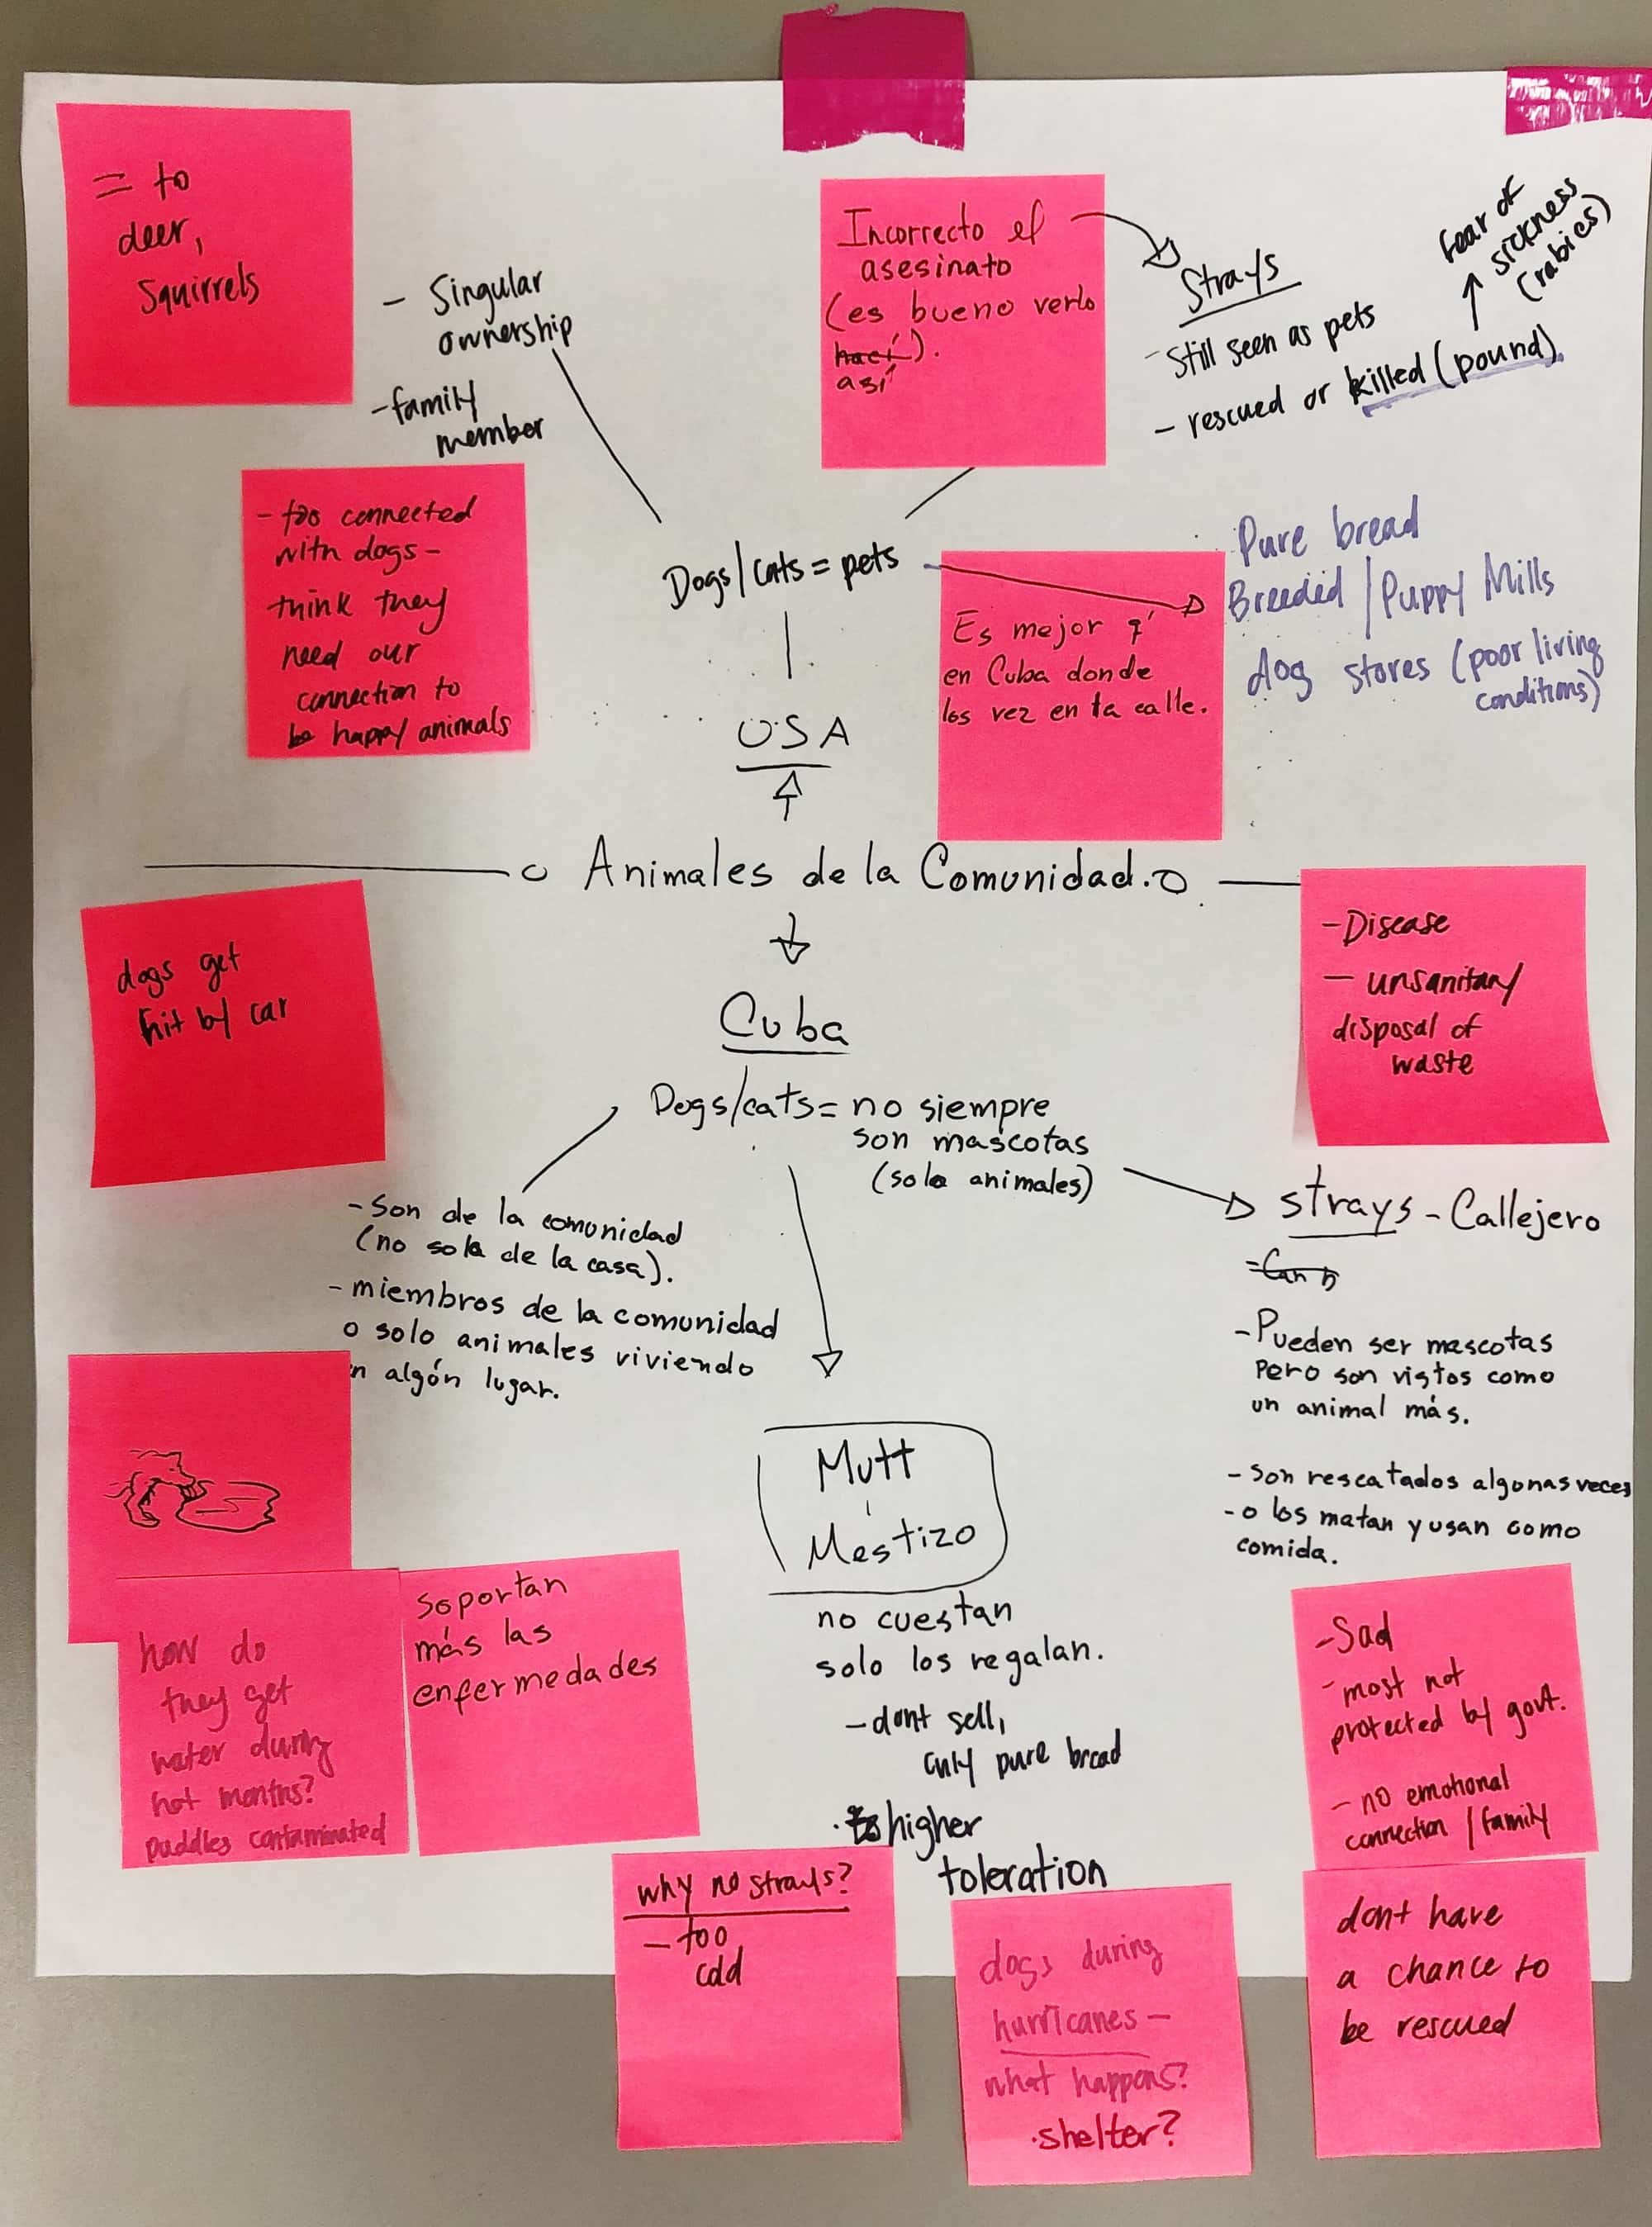 = to
deer,
Squirrels
- Singular
ownership
- family
member
- too connected
with dogs -
think they
need our
connection to
be happy animals
Incorrecto el
asesinato
(es bueno verlo
hací).
así
Strays
- Still seen as pets
- rescued or killed (pound)
fear of
sickness
(rabies)
Dogs/Cats = pets
Es mejor q'
en Cuba donde
los vez en la calle.
Pure bread
Breeded / Puppy Mills
dog stores (poor living
conditions)
USA
Animales de la Comunidad.
dogs get
hit by car
- Disease
- unsanitary
disposal of
waste
Cuba
Dogs/cats = no siempre
son mascotas
(solo animales)
- Son de la comunidad
(no solo de la casa).
- miembros de la comunidad
o solo animales viviendo
n algún lugar.
strays - Callejero
- Can b
- Pueden ser mascotas
pero son vistos como
un animal más.
- Son rescatados algunas veces
- o los matan y usan como
comida.
Mutt
Mestizo
no cuestan
solo los regalan.
- dont sell,
only pure bread
higher
toleration
how do
they get
water during
hot months?
puddles contaminated
soportan
más las
enfermedades
why no strays?
- too
cold
dogs during
hurricanes -
what happens?
· shelter?
- Sad
- most not
protected by govt.
- no emotional
connection / family
dont have
a chance to
be rescued